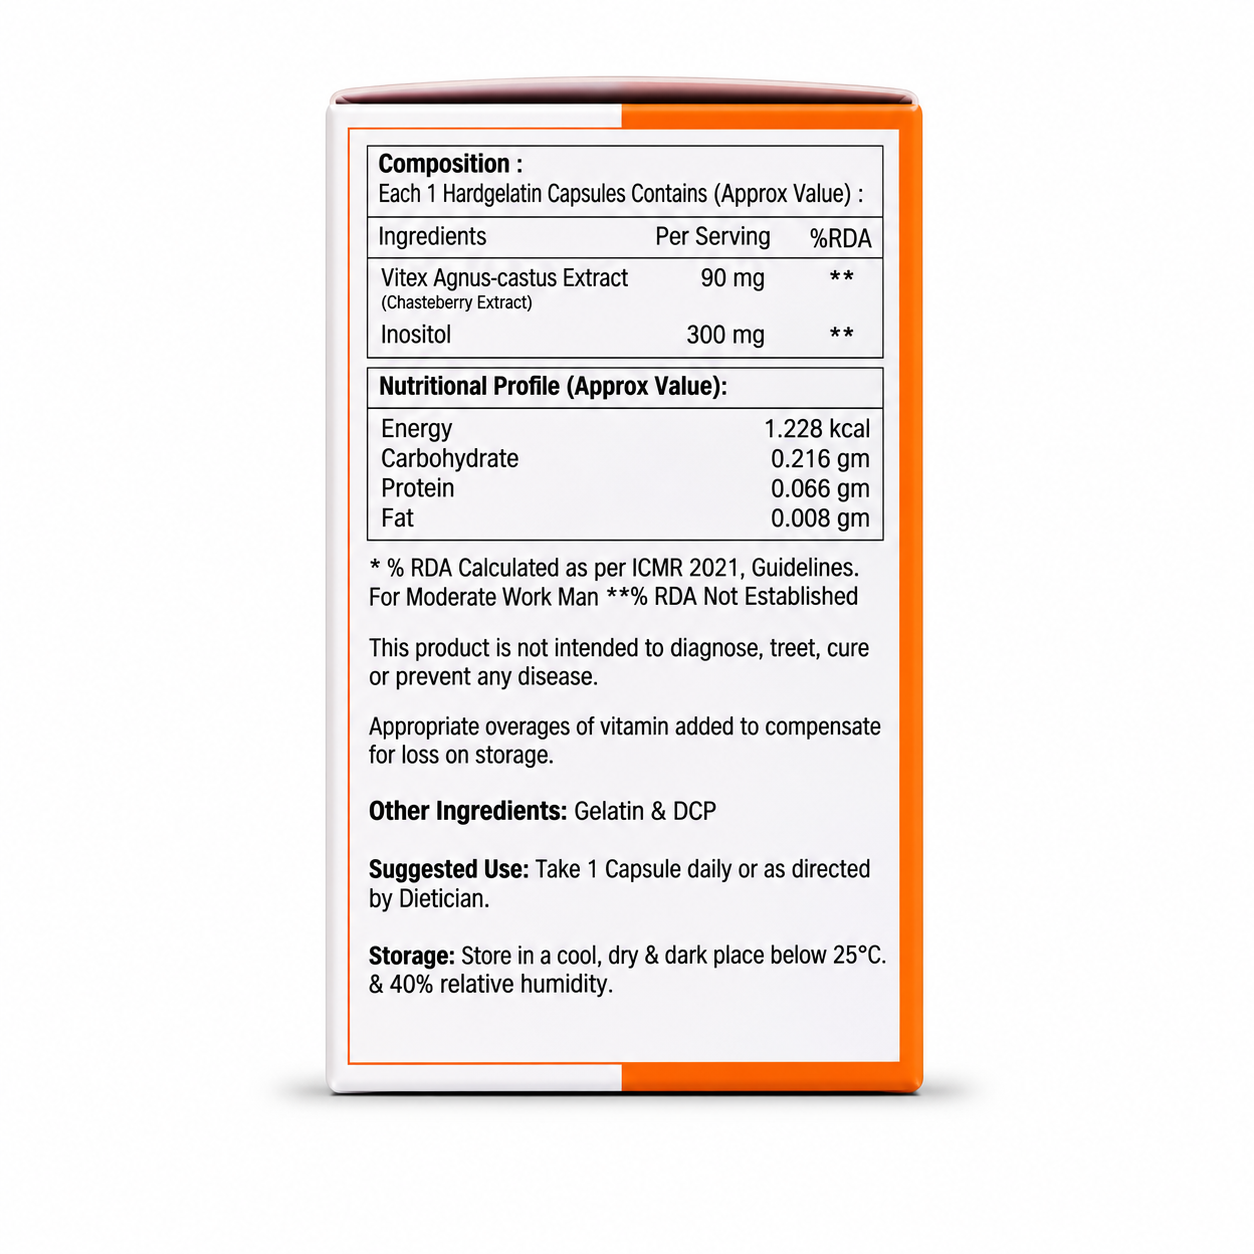 Composition :
Each 1 Hardgelatin Capsules Contains (Approx Value) :
Ingredients Per Serving %RDA
Vitex Agnus-castus Extract 90 mg **
(Chasteberry Extract)
Inositol 300 mg **
Nutritional Profile (Approx Value):
Energy 1.228 kcal
Carbohydrate 0.216 gm
Protein 0.066 gm
Fat 0.008 gm
* % RDA Calculated as per ICMR 2021, Guidelines.
For Moderate Work Man **% RDA Not Established
This product is not intended to diagnose, treet, cure
or prevent any disease.
Appropriate overages of vitamin added to compensate
for loss on storage.
Other Ingredients: Gelatin & DCP
Suggested Use: Take 1 Capsule daily or as directed
by Dietician.
Storage: Store in a cool, dry & dark place below 25°C.
& 40% relative humidity.